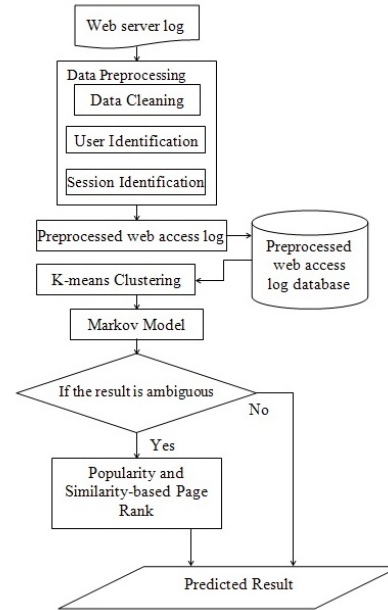 Web server log
Data Preprocessing
Data Cleaning
User Identification
Session Identification
Preprocessed web access log
Preprocessed
web access
log database
K-means Clustering
Markov Model
If the result is ambiguous
No
Yes
Popularity and
Similarity-based Page
Rank
Predicted Result